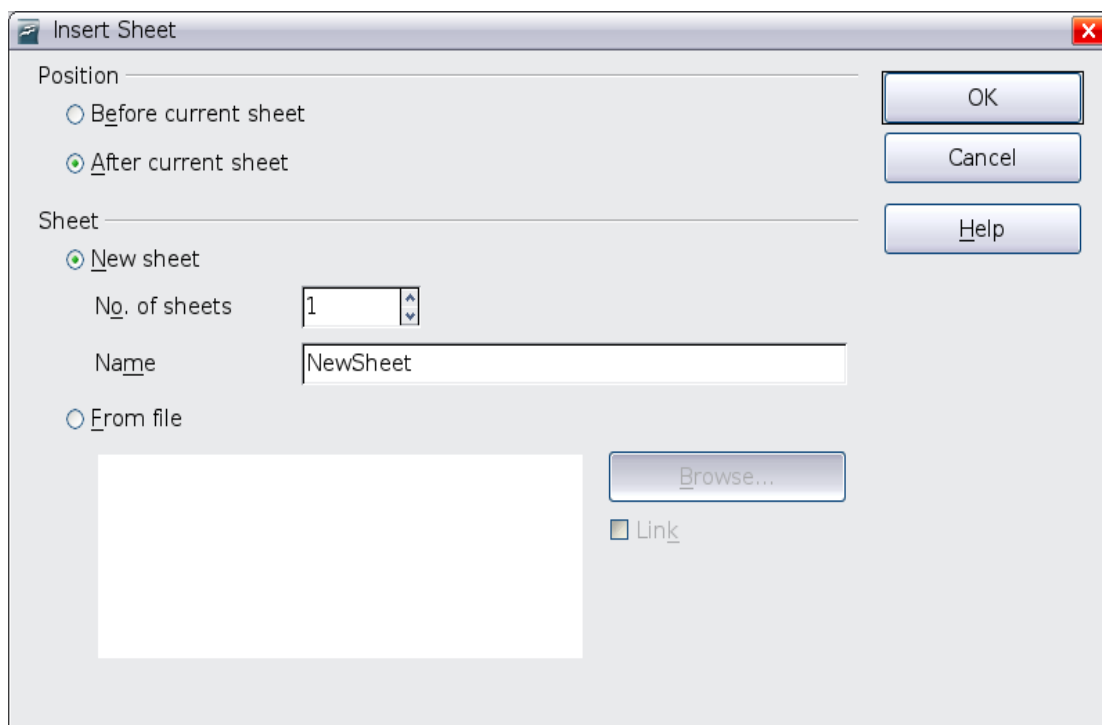 Insert Sheet
Position
Before current sheet
After current sheet
OK
Cancel
Help
Sheet
New sheet
No. of sheets 1
Name NewSheet
From file
Browse...
Link